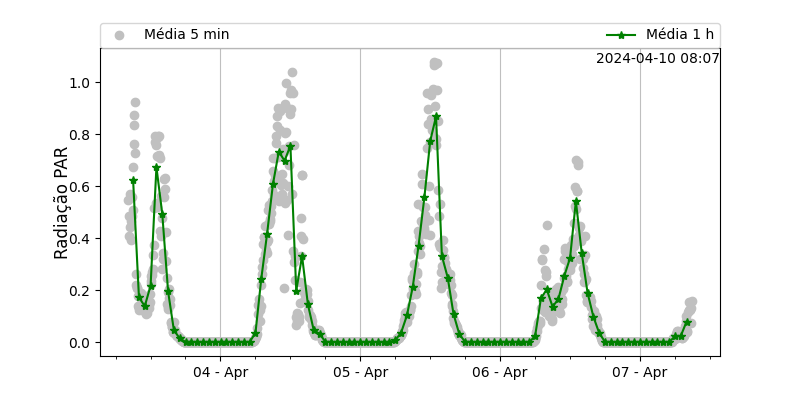 Média 5 min
Média 1 h
2024-04-10 08:07
Radiação PAR
1.0
0.8
0.6
0.4
0.2
0.0
04 - Apr
05 - Apr
06 - Apr
07 - Apr